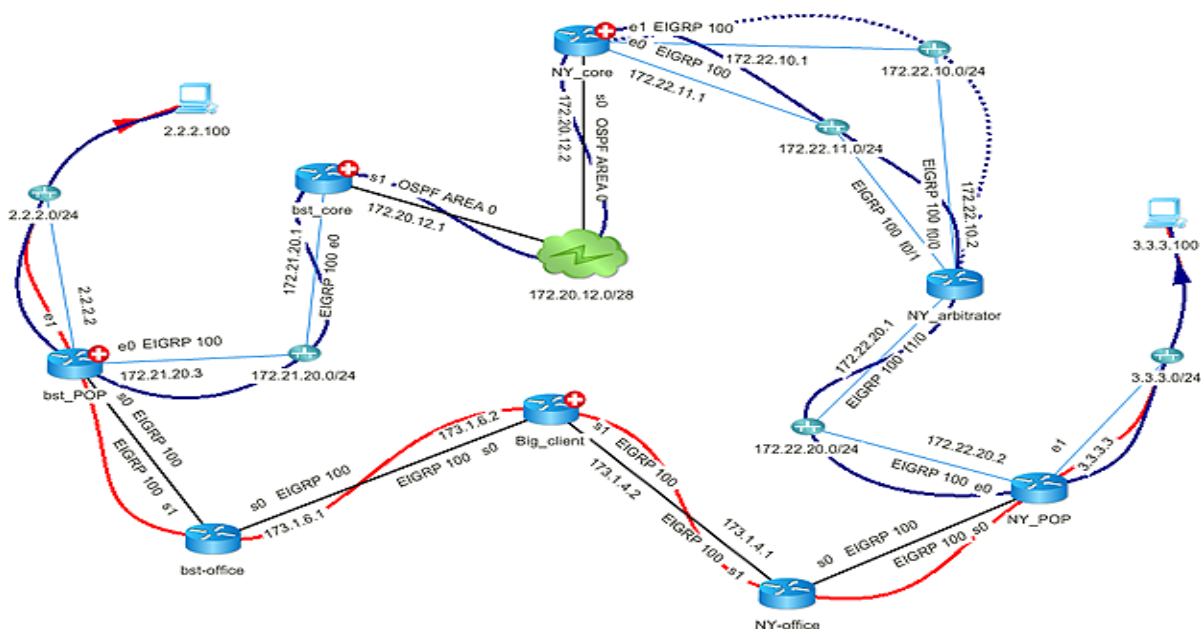 e1 EIGRP 100
e0 EIGRP 100
NY_core
172.22.10.1
172.22.10.0/24
172.22.11.1
2.2.2.100
s0 OSPF AREA 0
172.20.12.2
172.22.11.0/24
s1 OSPF AREA 0
bst_core
172.20.12.1
EIGRP 100 f0/1
EIGRP 100 f0/0
172.22.10.2
2.2.2.0/24
3.3.3.100
172.21.20.1
EIGRP 100 e0
172.20.12.0/28
NY_arbitrator
2.2.2.2
e1
172.22.20.1
EIGRP 100 f1/0
e0 EIGRP 100
172.21.20.3
172.21.20.0/24
3.3.3.0/24
bst_POP
s0 EIGRP 100
EIGRP 100 s1
173.1.6.2
Big_client
s1 EIGRP 100
173.1.4.2
172.22.20.0/24
172.22.20.2
EIGRP 100 e0
e1
3.3.3.3
NY_POP
s0 EIGRP 100
EIGRP 100 s0
173.1.6.1
bst-office
173.1.4.1
EIGRP 100 s1
s0 EIGRP 100
EIGRP 100 s0
NY-office